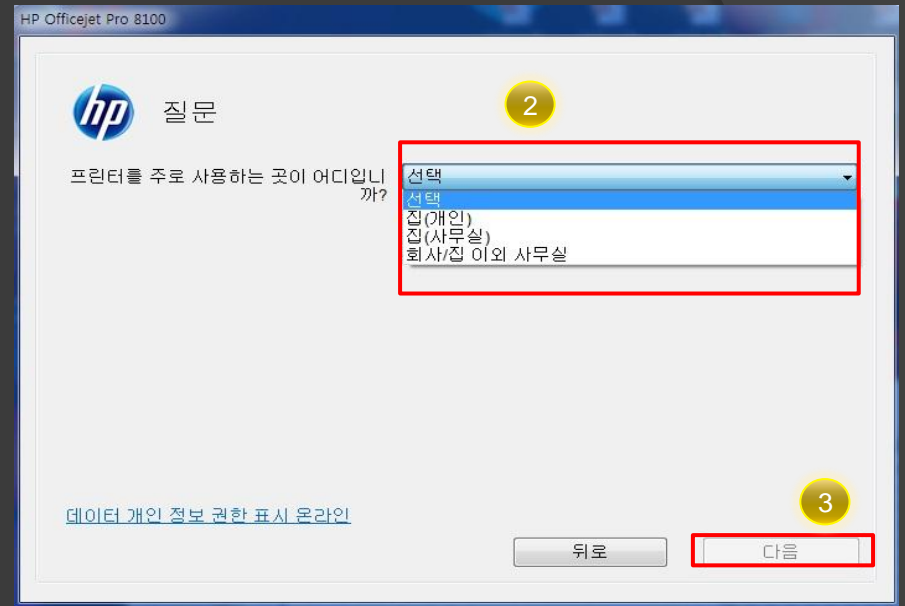 HP Officejet Pro 8100
hp
질문
2
프린터를 주로 사용하는 곳이 어디입니
까?
선택
선택
집(개인)
집(사무실)
회사/집 이외 사무실
데이터 개인 정보 권한 표시 온라인
3
뒤로
다음